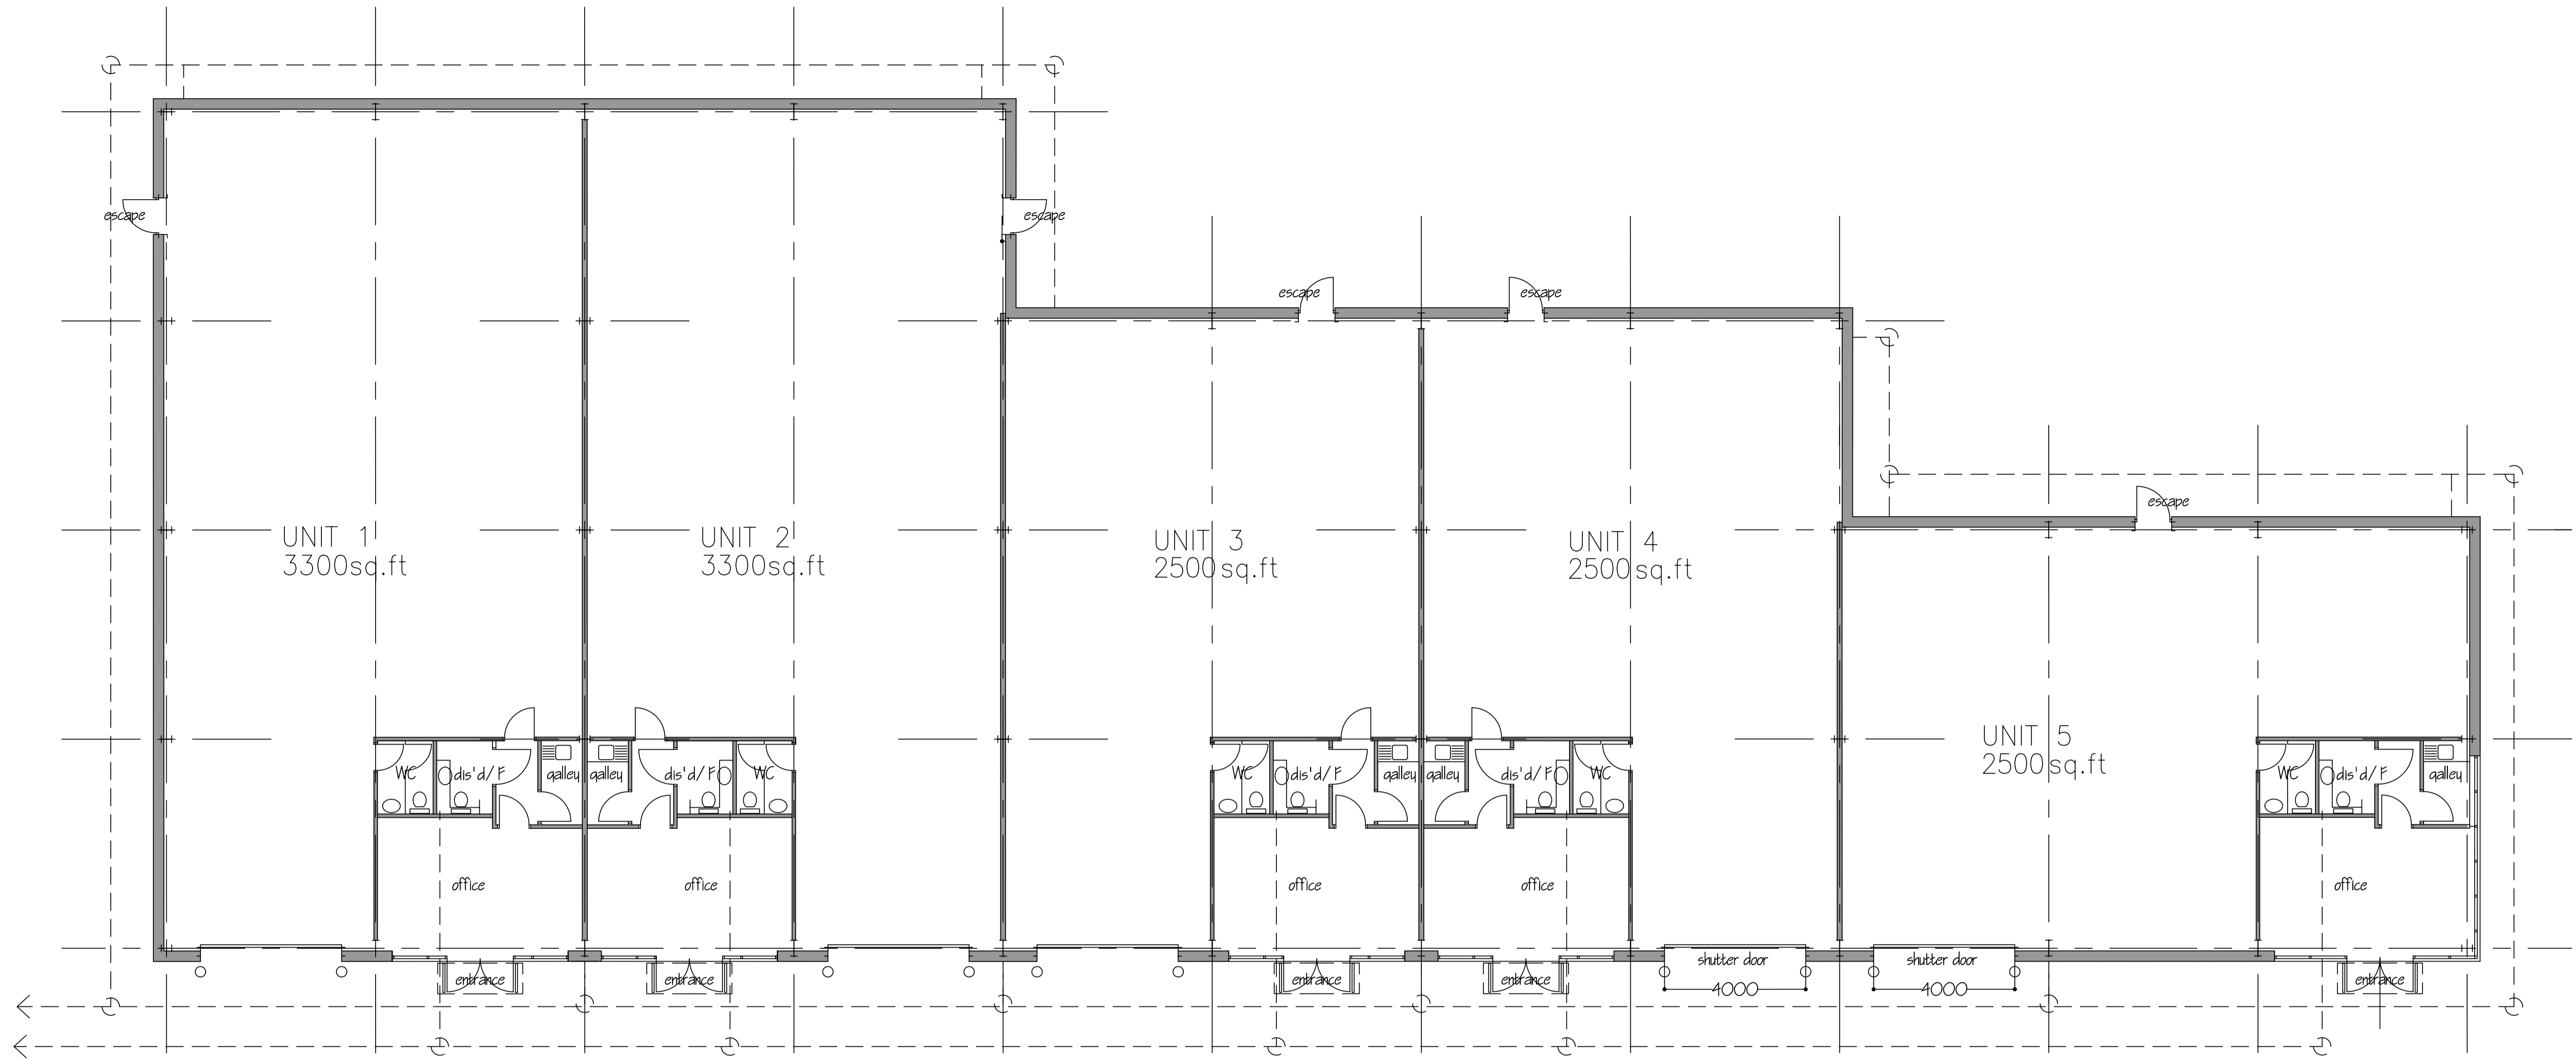 escape
escape
escape
escape
escape
UNIT 1
3300sq.ft
UNIT 2
3300sq.ft
UNIT 3
2500sq.ft
UNIT 4
2500sq.ft
UNIT 5
2500sq.ft
WC
dis'd/F
galley
galley
dis'd/F
WC
WC
dis'd/F
galley
galley
dis'd/F
WC
WC
dis'd/F
galley
office
office
office
office
office
shutter door
shutter door
entrance
entrance
entrance
entrance
entrance
4000
4000